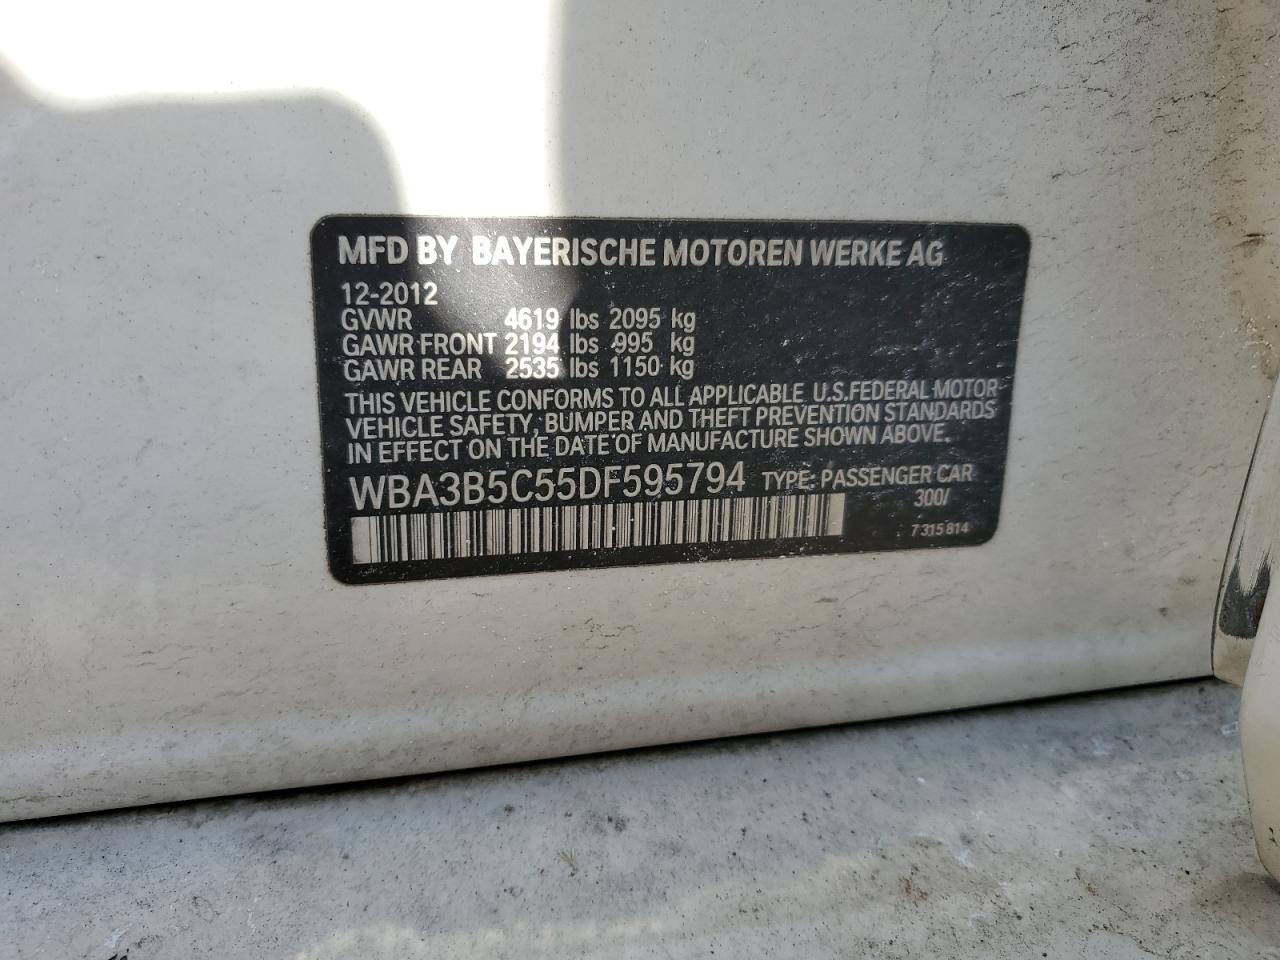 MFD BY BAYERISCHE MOTOREN WERKE AG
12-2012
GVWR 4619 lbs 2095 kg
GAWR FRONT 2194 lbs 995 kg
GAWR REAR 2535 lbs 1150 kg
THIS VEHICLE CONFORMS TO ALL APPLICABLE U.S.FEDERAL MOTOR
VEHICLE SAFETY, BUMPER AND THEFT PREVENTION STANDARDS
IN EFFECT ON THE DATE OF MANUFACTURE SHOWN ABOVE.
WBA3B5C55DF595794 TYPE: PASSENGER CAR
300/
7 315 814